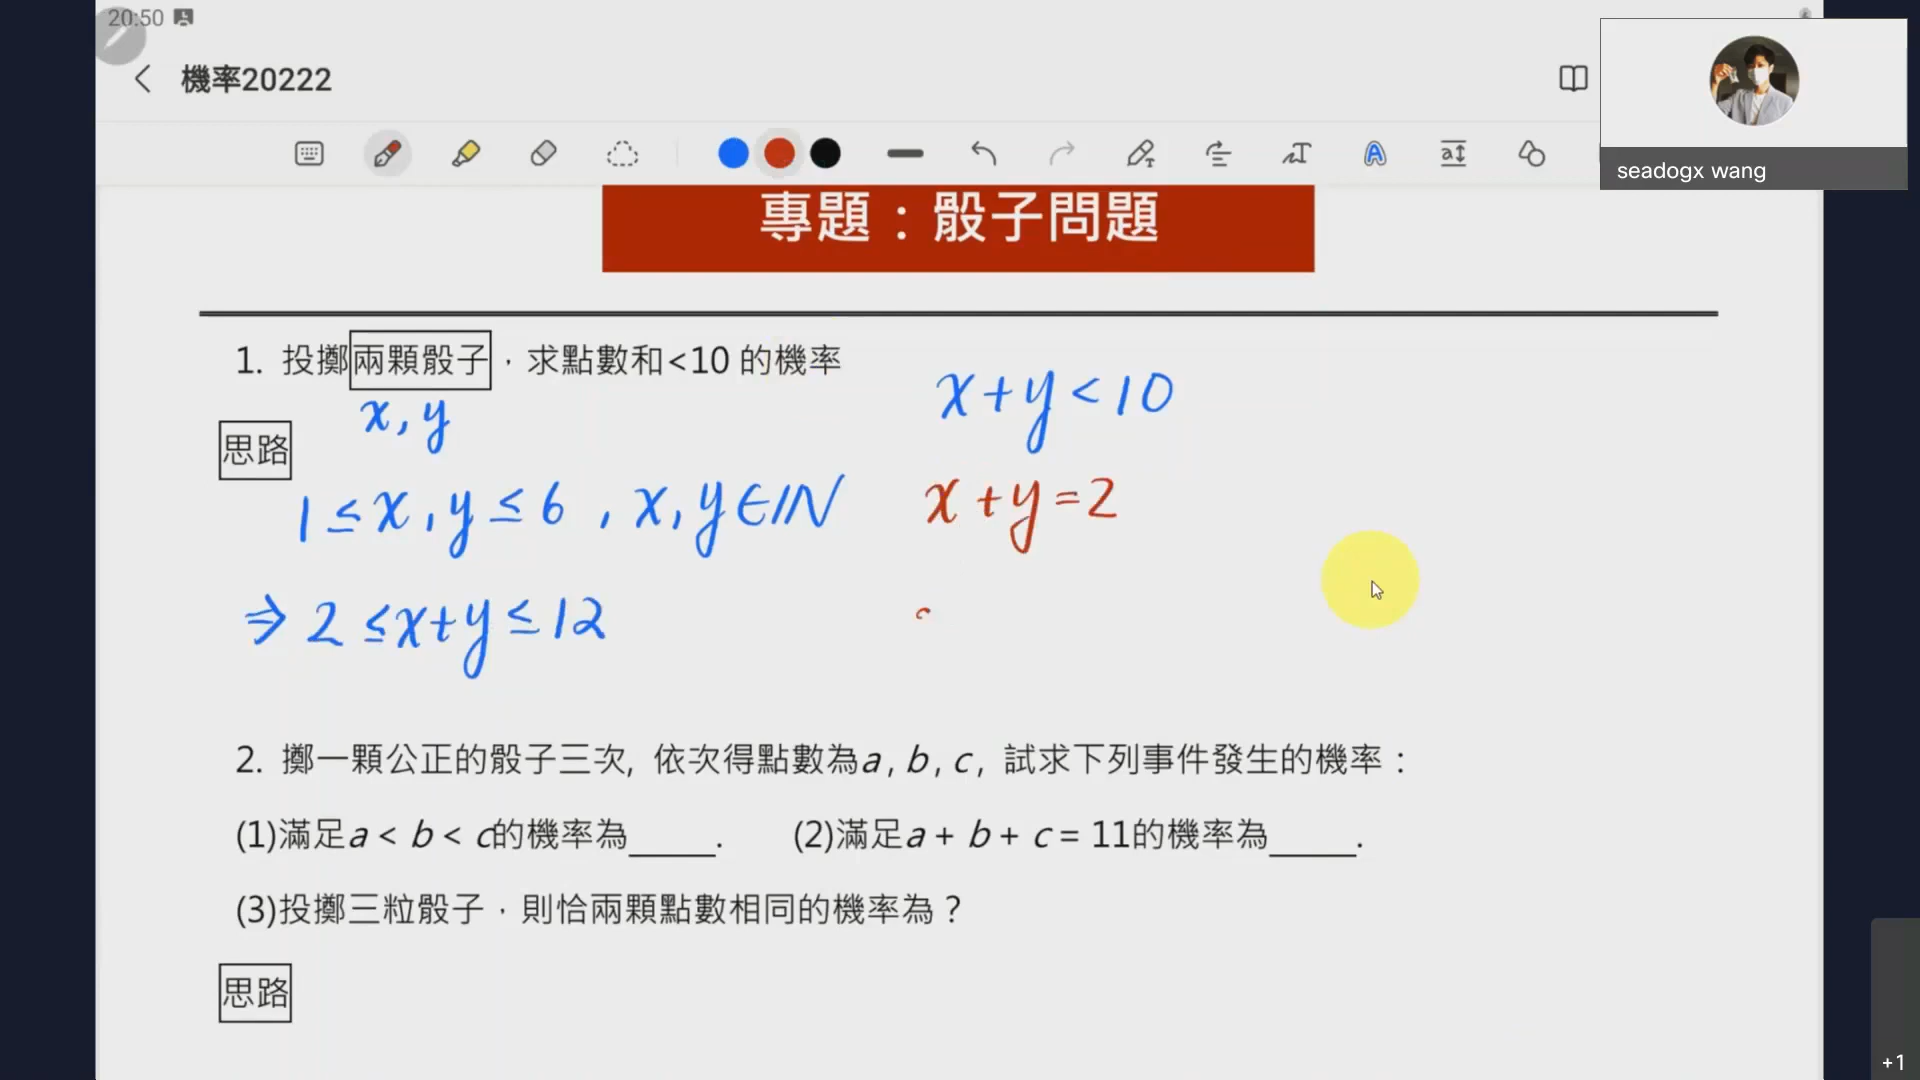 20:50
機率20222
seadogx wang
專題：骰子問題
1. 投擲兩顆骰子，求點數和<10 的機率
x, y
x+y<10
思路
1≤x,y≤6 , x,y∈IN
x+y=2
⇒ 2≤x+y≤12
2. 擲一顆公正的骰子三次, 依次得點數為a, b, c, 試求下列事件發生的機率：
(1)滿足a < b < c的機率為_____. (2)滿足a + b + c = 11的機率為_____.
(3)投擲三粒骰子，則恰兩顆點數相同的機率為？
思路
+1